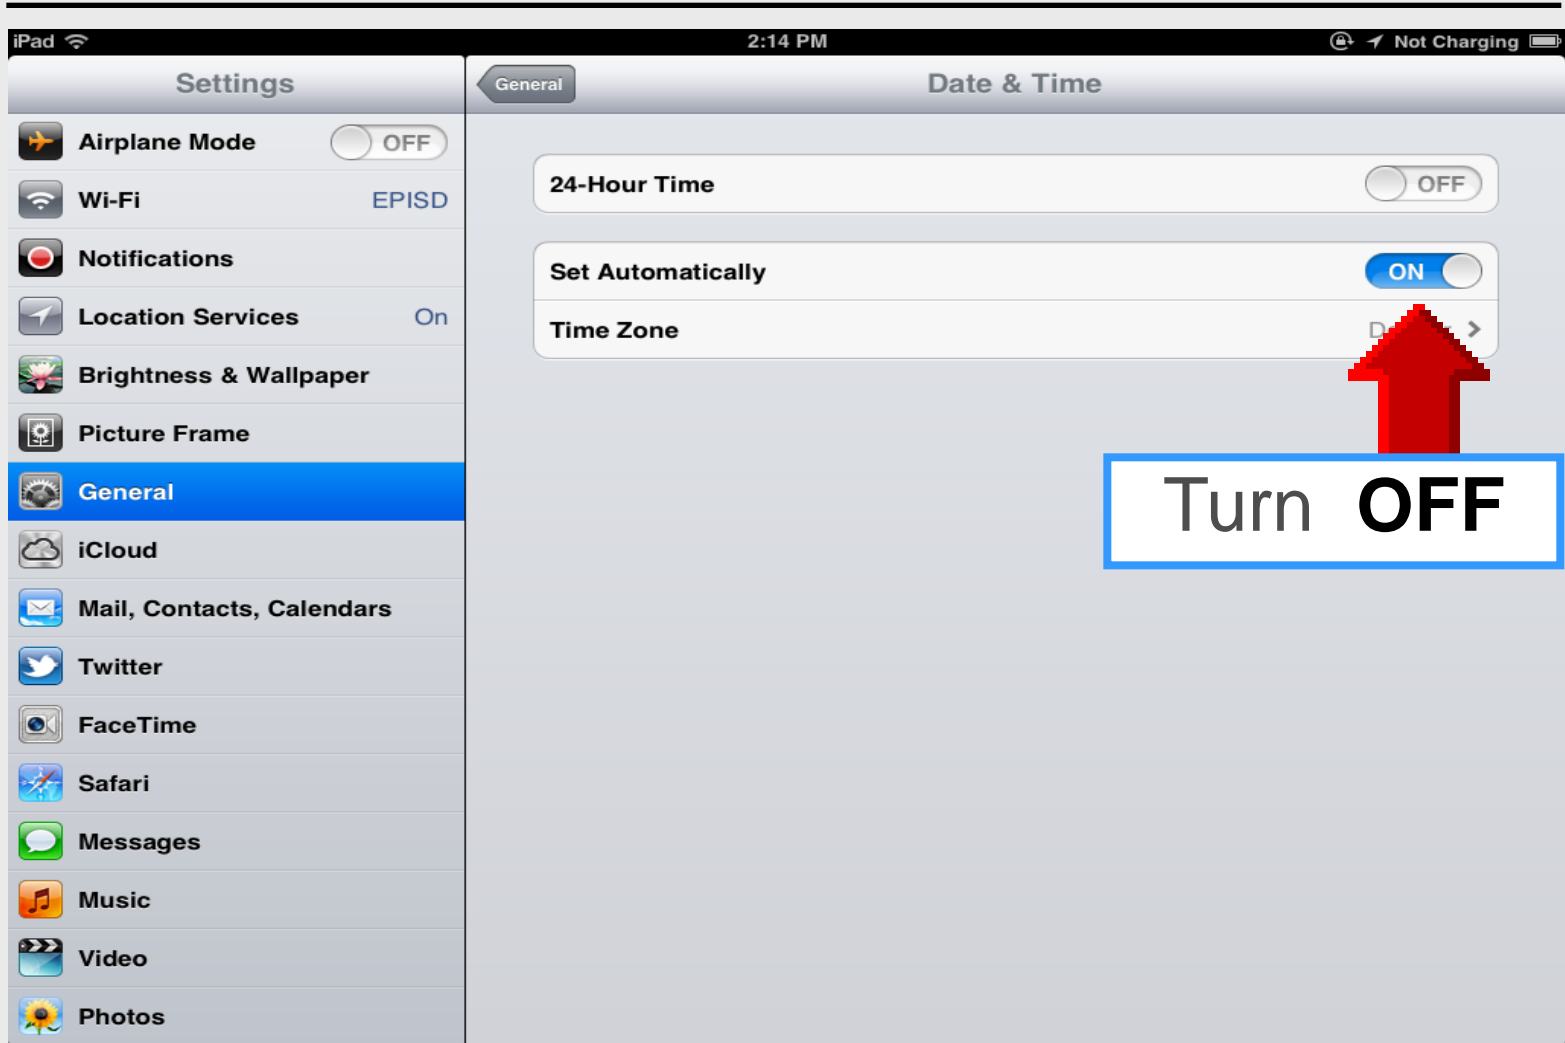 iPad 2:14 PM Not Charging
Settings
General Date & Time
Airplane Mode OFF
Wi-Fi EPISD
Notifications
Location Services On
Brightness & Wallpaper
Picture Frame
General
iCloud
Mail, Contacts, Calendars
Twitter
FaceTime
Safari
Messages
Music
Video
Photos
24-Hour Time OFF
Set Automatically ON
Time Zone
Turn OFF